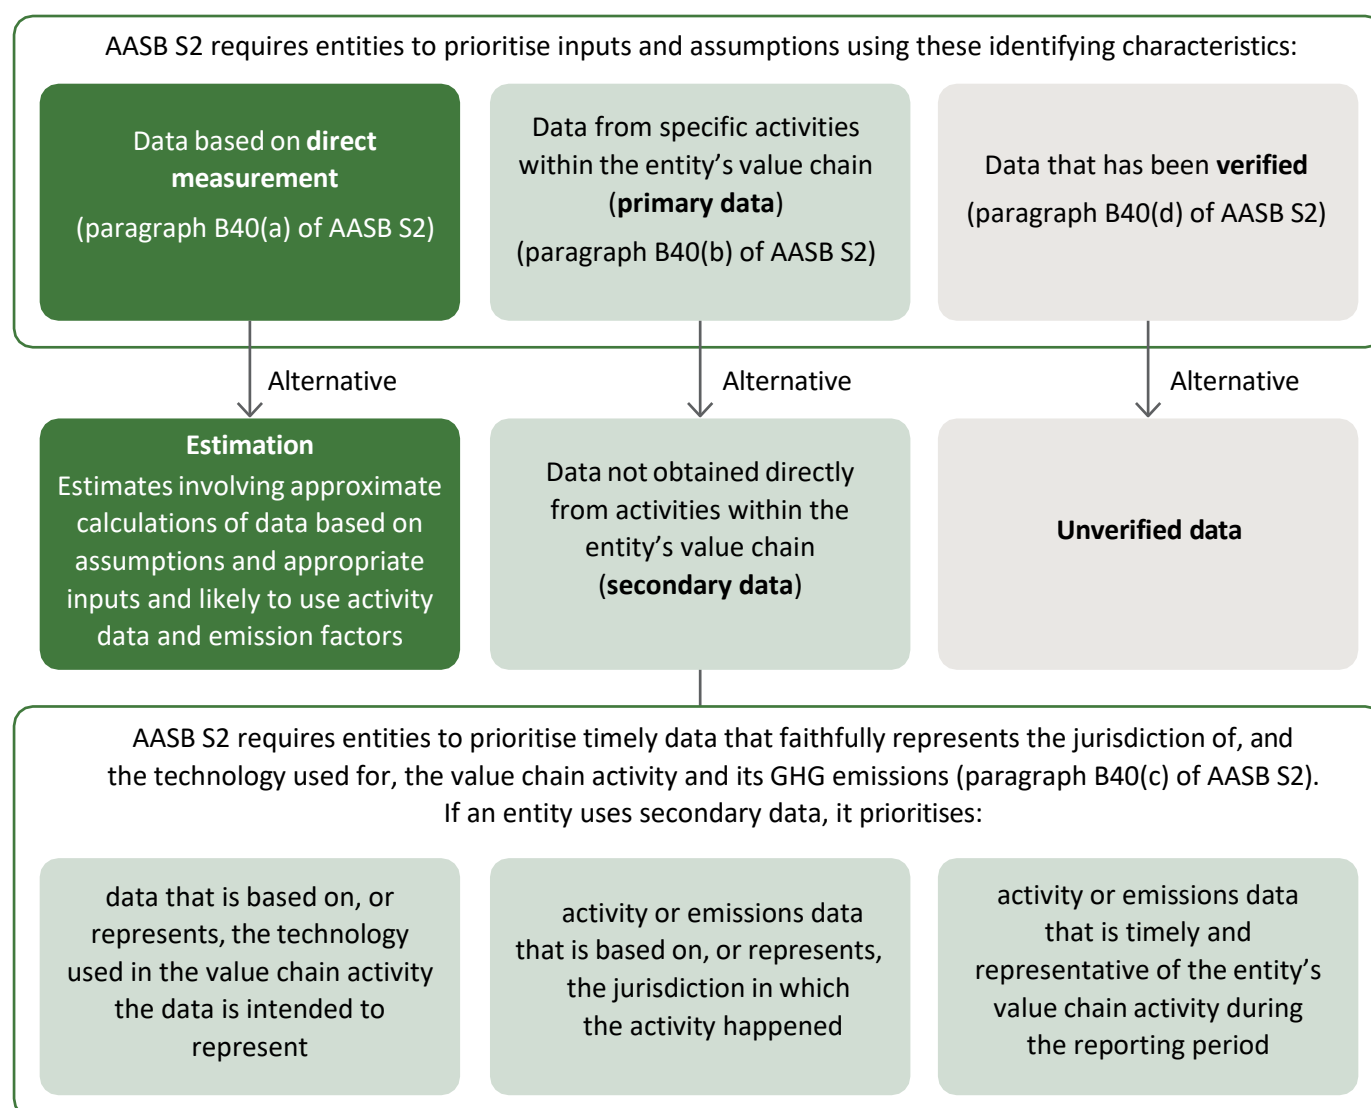 AASB S2 requires entities to prioritise inputs and assumptions using these identifying characteristics:
Data based on direct
measurement
(paragraph B40(a) of AASB S2)
Data from specific activities
within the entity’s value chain
(primary data)
(paragraph B40(b) of AASB S2)
Data that has been verified
(paragraph B40(d) of AASB S2)
Alternative
Alternative
Alternative
Estimation
Estimates involving approximate
calculations of data based on
assumptions and appropriate
inputs and likely to use activity
data and emission factors
Data not obtained directly
from activities within the
entity’s value chain
(secondary data)
Unverified data
AASB S2 requires entities to prioritise timely data that faithfully represents the jurisdiction of, and
the technology used for, the value chain activity and its GHG emissions (paragraph B40(c) of AASB S2).
If an entity uses secondary data, it prioritises:
data that is based on, or
represents, the technology
used in the value chain activity
the data is intended to
represent
activity or emissions data
that is based on, or represents,
the jurisdiction in which
the activity happened
activity or emissions data
that is timely and
representative of the entity’s
value chain activity during
the reporting period